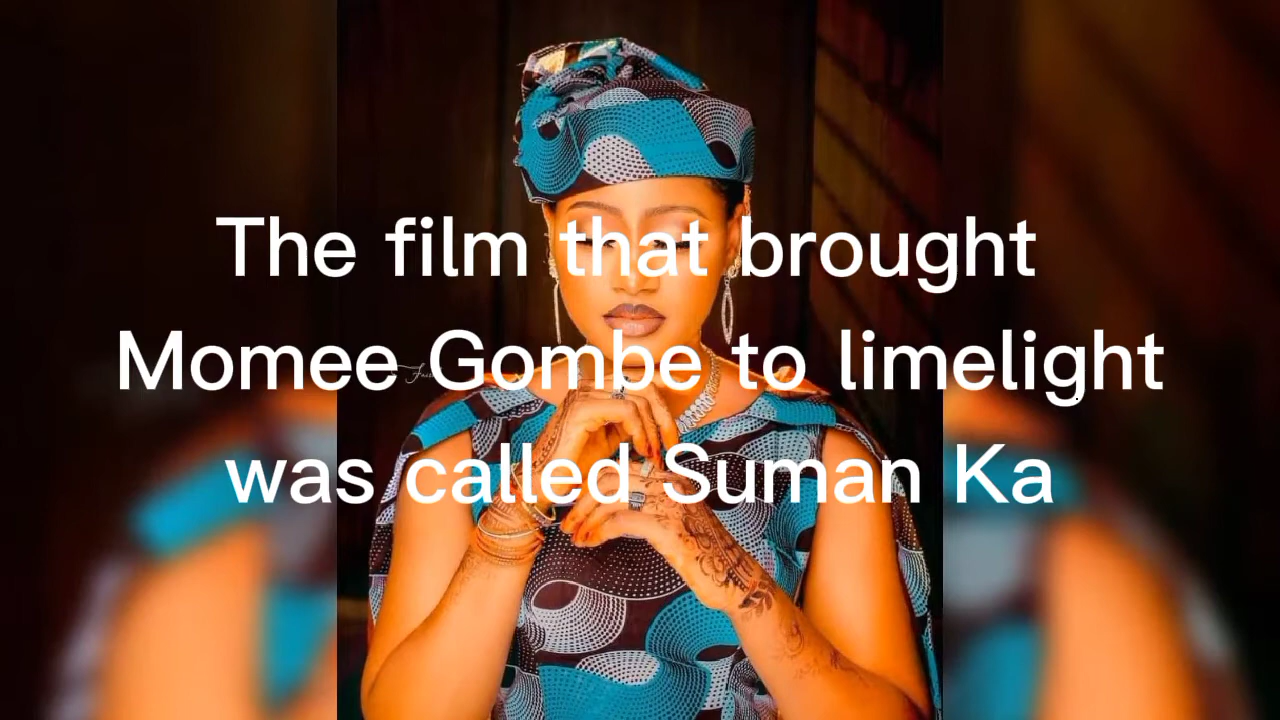 The film that brought
Momee Gombe to limelight
was called Suman Ka